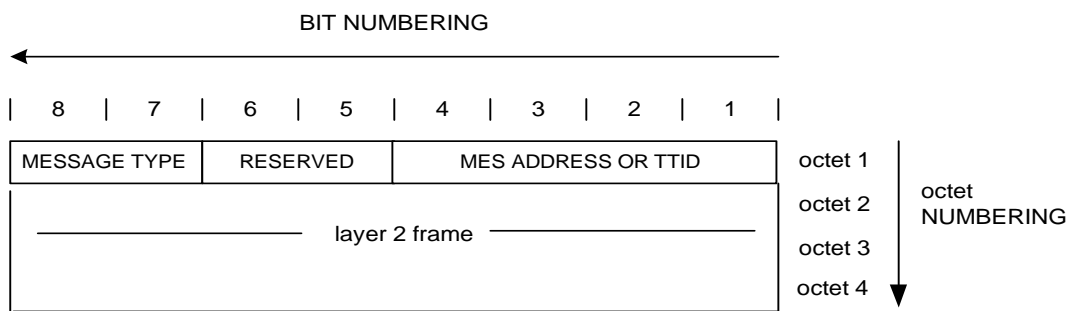 BIT NUMBERING
| 8 | 7 | 6 | 5 | 4 | 3 | 2 | 1 |
MESSAGE TYPE RESERVED MES ADDRESS OR TTID octet 1
octet 2
octet
NUMBERING
layer 2 frame
octet 3
octet 4